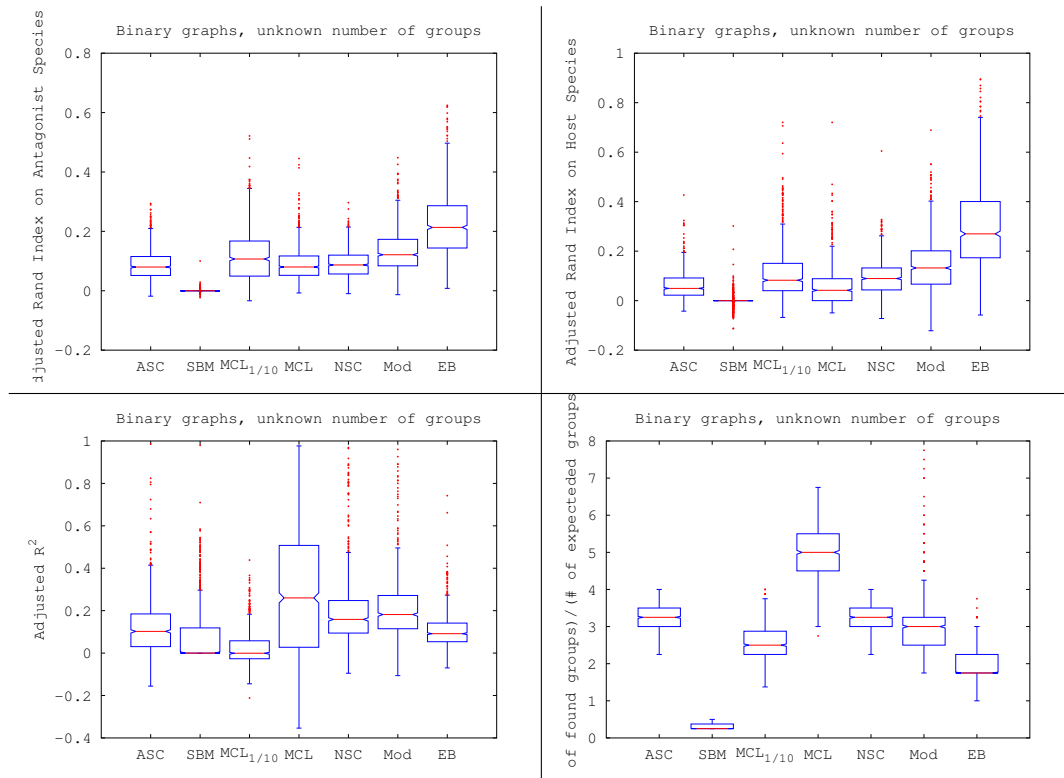 Binary graphs, unknown number of groups
djusted Rand Index on Antagonist Species
0.8
0.6
0.4
0.2
0
-0.2
ASC SBM MCL1/10 MCL NSC Mod EB
Binary graphs, unknown number of groups
Adjusted Rand Index on Host Species
1
0.8
0.6
0.4
0.2
0
-0.2
ASC SBM MCL1/10 MCL NSC Mod EB
Binary graphs, unknown number of groups
Adjusted R2
1
0.8
0.6
0.4
0.2
0
-0.2
-0.4
ASC SBM MCL1/10 MCL NSC Mod EB
Binary graphs, unknown number of groups
of found groups)/(# of expecteded groups
8
7
6
5
4
3
2
1
0
ASC SBM MCL1/10 MCL NSC Mod EB